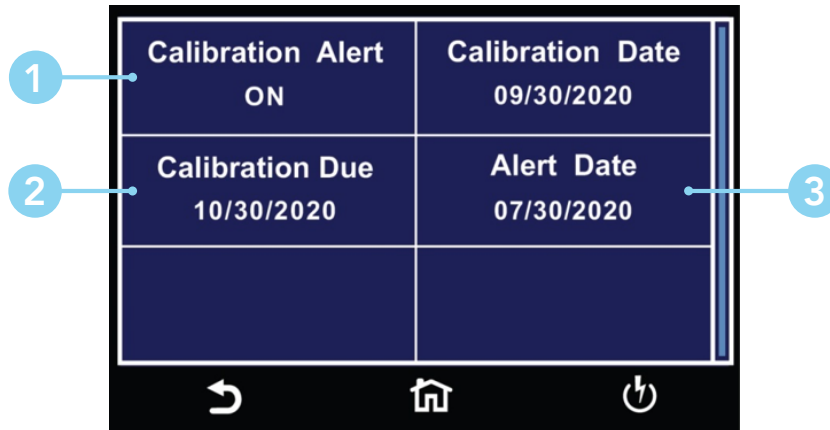 1
Calibration Alert
ON
Calibration Date
09/30/2020
2
Calibration Due
10/30/2020
Alert Date
07/30/2020
3